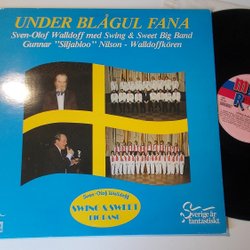 UNDER BLÅGUL FANA
Sven-Olof Walldoff med Swing & Sweet Big Band
Gunnar "Siljabloo" Nilson - Walldoffkören
Sven-Olof Walldoff
SWING & SWEET
BIG BAND
Sverige är
fantastiskt